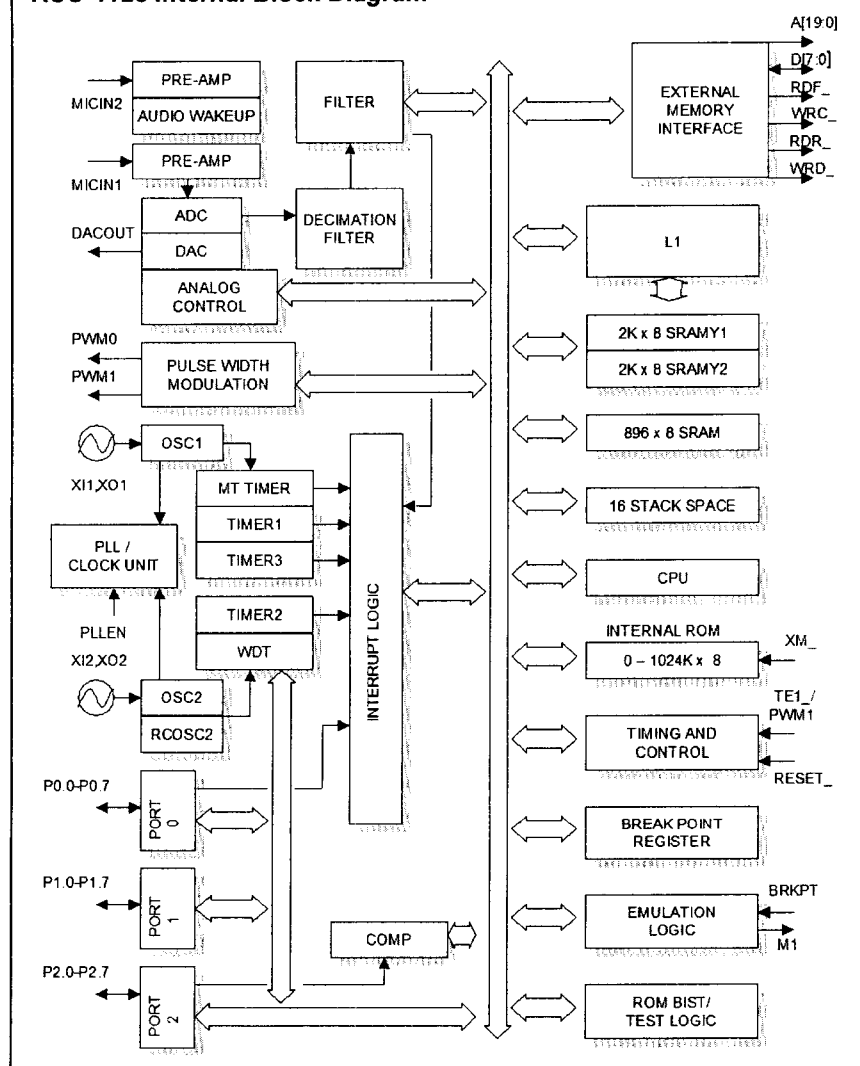 Internal Block Diagram
A[19:0]
D[7:0]
RDF_
WRC_
RDR_
WRD_
EXTERNAL
MEMORY
INTERFACE
PRE-AMP
AUDIO WAKEUP
MICIN2
FILTER
PRE-AMP
MICIN1
ADC
DAC
ANALOG
CONTROL
DACOUT
DECIMATION
FILTER
L1
2K x 8 SRAMY1
2K x 8 SRAMY2
PWM0
PWM1
PULSE WIDTH
MODULATION
896 x 8 SRAM
OSC1
XI1,XO1
MT TIMER
TIMER1
TIMER3
16 STACK SPACE
PLL /
CLOCK UNIT
CPU
PLLEN
TIMER2
WDT
INTERRUPT LOGIC
INTERNAL ROM
0 – 1024K x 8
XM_
XI2,XO2
OSC2
RCOSC2
TIMING AND
CONTROL
TE1_/
PWM1
RESET_
P0.0-P0.7
PORT
0
BREAK POINT
REGISTER
P1.0-P1.7
PORT
1
EMULATION
LOGIC
BRKPT
M1
COMP
P2.0-P2.7
PORT
2
ROM BIST/
TEST LOGIC